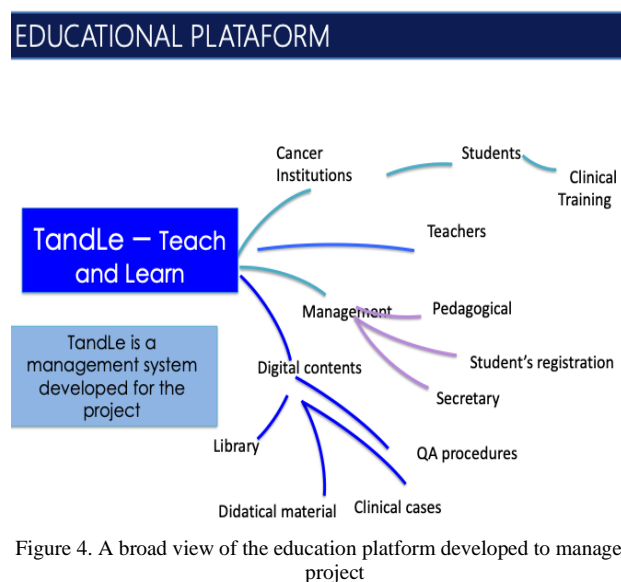 EDUCATIONAL PLATAFORM
Cancer
Institutions
Students
Clinical
Training
TandLe – Teach
and Learn
Teachers
Management
Pedagogical
TandLe is a
management system
developed for the
project
Student's registration
Digital contents
Secretary
Library
QA procedures
Didatical material
Clinical cases
Figure 4. A broad view of the education platform developed to manage
project